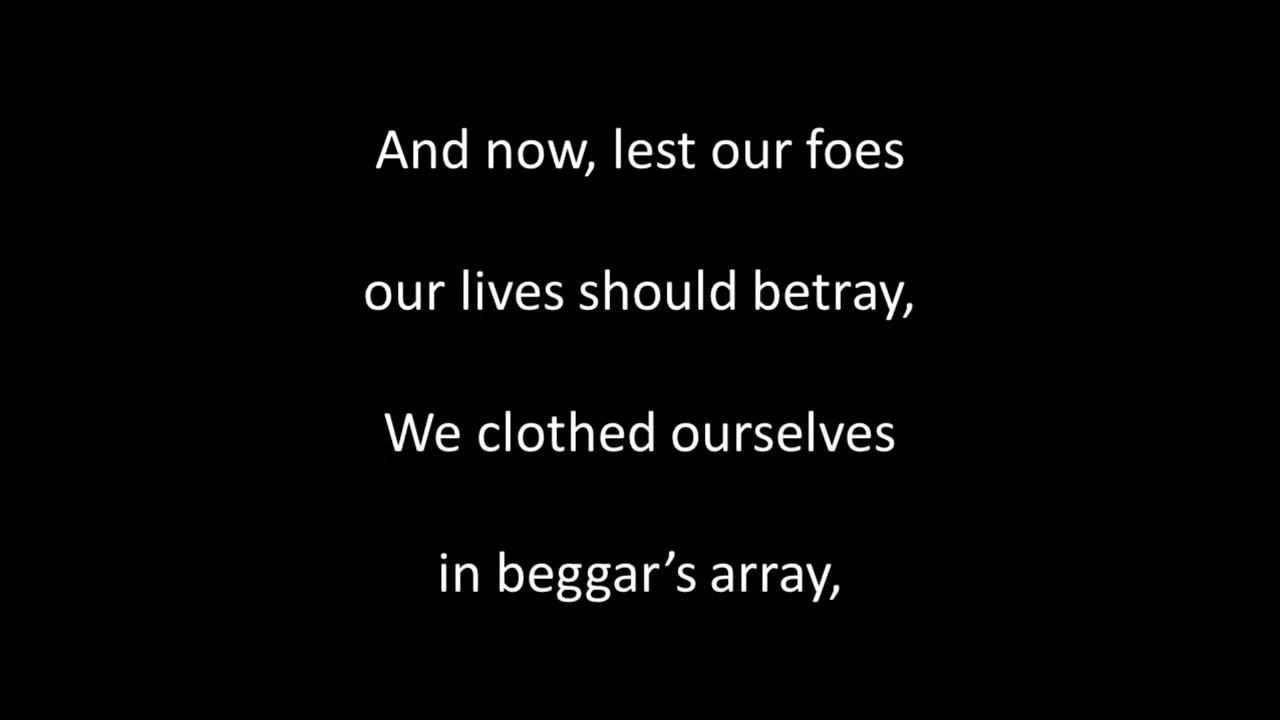 And now, lest our foes
our lives should betray,
We clothed ourselves
in beggar’s array,